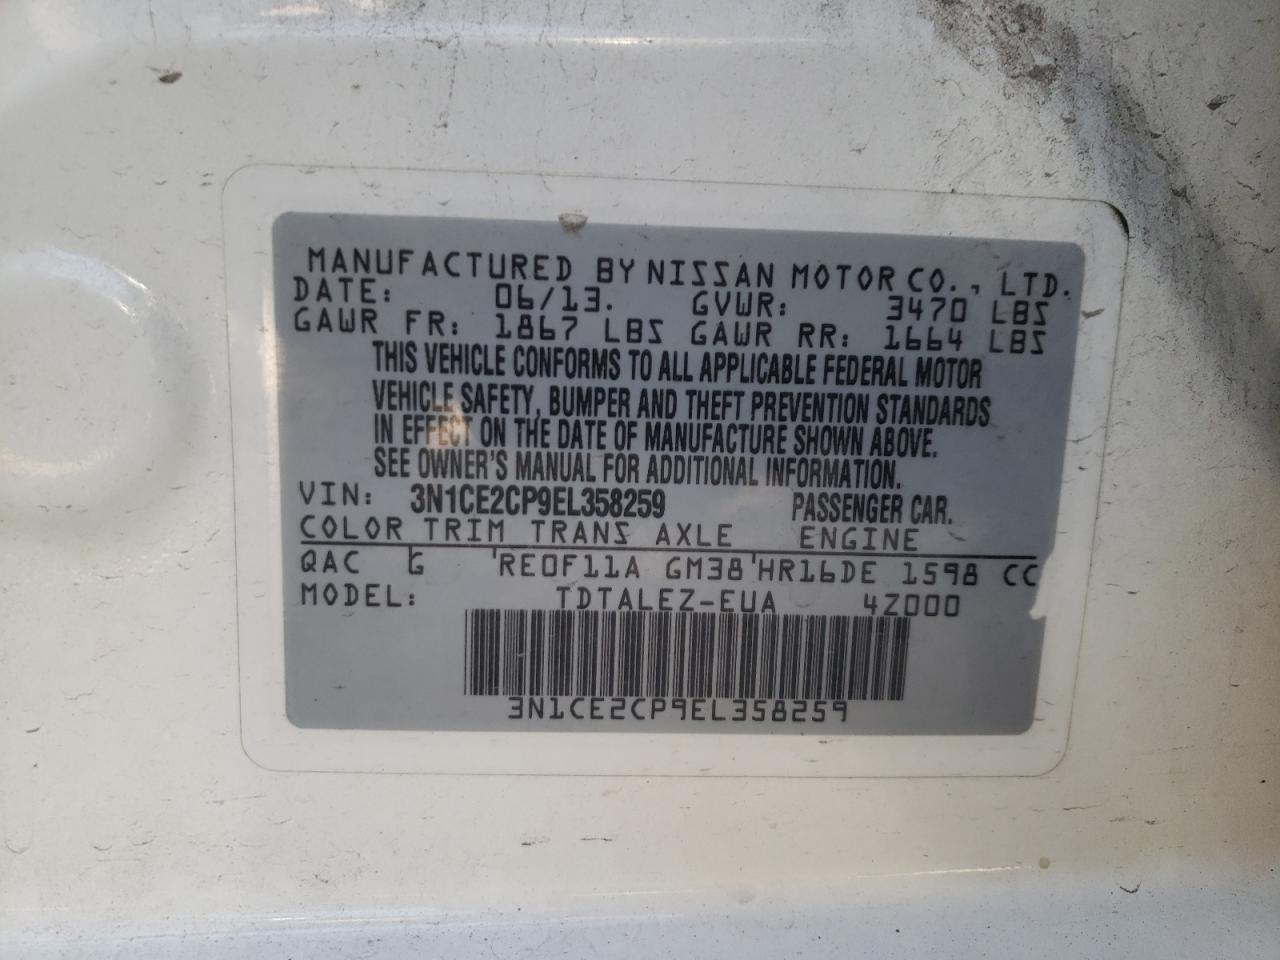 MANUFACTURED BY NISSAN MOTOR CO., LTD.
DATE: 06/13. GVWR: 3470 LBS
GAWR FR: 1867 LBS GAWR RR: 1664 LBS
THIS VEHICLE CONFORMS TO ALL APPLICABLE FEDERAL MOTOR
VEHICLE SAFETY, BUMPER AND THEFT PREVENTION STANDARDS
IN EFFECT ON THE DATE OF MANUFACTURE SHOWN ABOVE.
SEE OWNER'S MANUAL FOR ADDITIONAL INFORMATION.
VIN: 3N1CE2CP9EL358259 PASSENGER CAR.
COLOR TRIM TRANS AXLE ENGINE
QAC G RE0F11A GM38 HR16DE 1598 CC
MODEL: TDTALEZ-EUA 4Z000
3N1CE2CP9EL358259